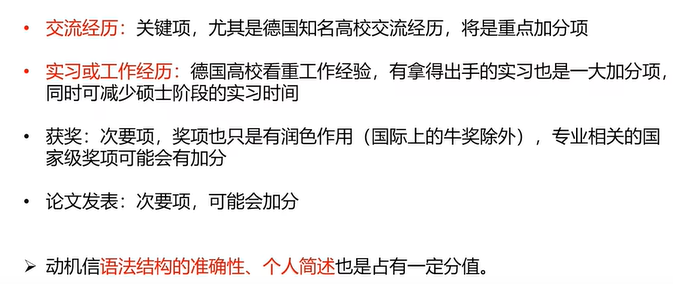 • 交流经历：关键项，尤其是德国知名高校交流经历，将是重点加分项
• 实习或工作经历：德国高校看重工作经验，有拿得出手的实习也是一大加分项，
同时可减少硕士阶段的实习时间
• 获奖：次要项，奖项也只是有润色作用（国际上的牛奖除外），专业相关的国
家级奖项可能会有加分
• 论文发表：次要项，可能会加分
➢ 动机信语法结构的准确性、个人简述也是占有一定分值。